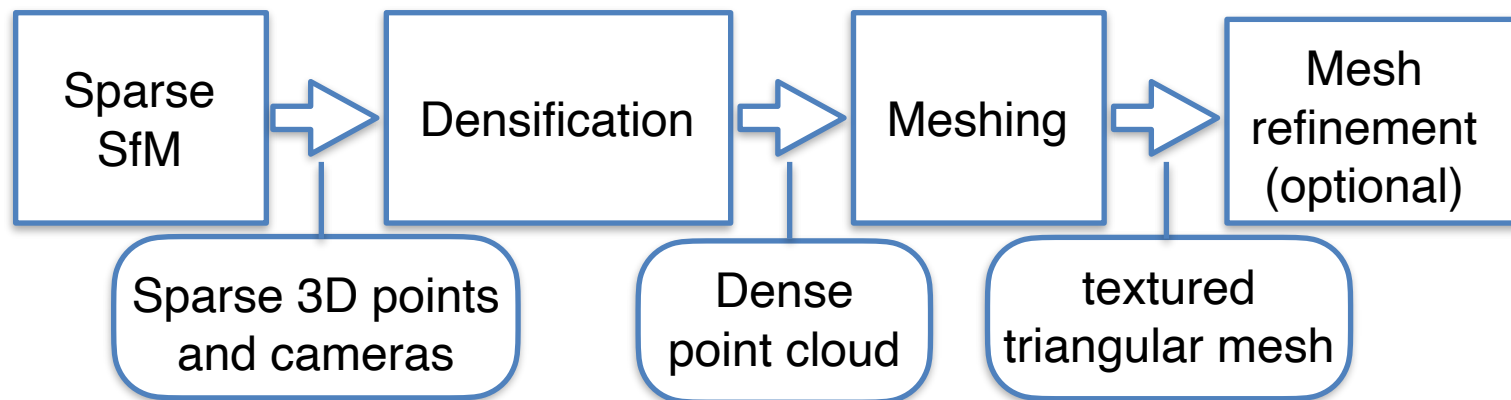 Sparse
SfM
Densification
Meshing
Mesh
refinement
(optional)
Sparse 3D points
and cameras
Dense
point cloud
textured
triangular mesh